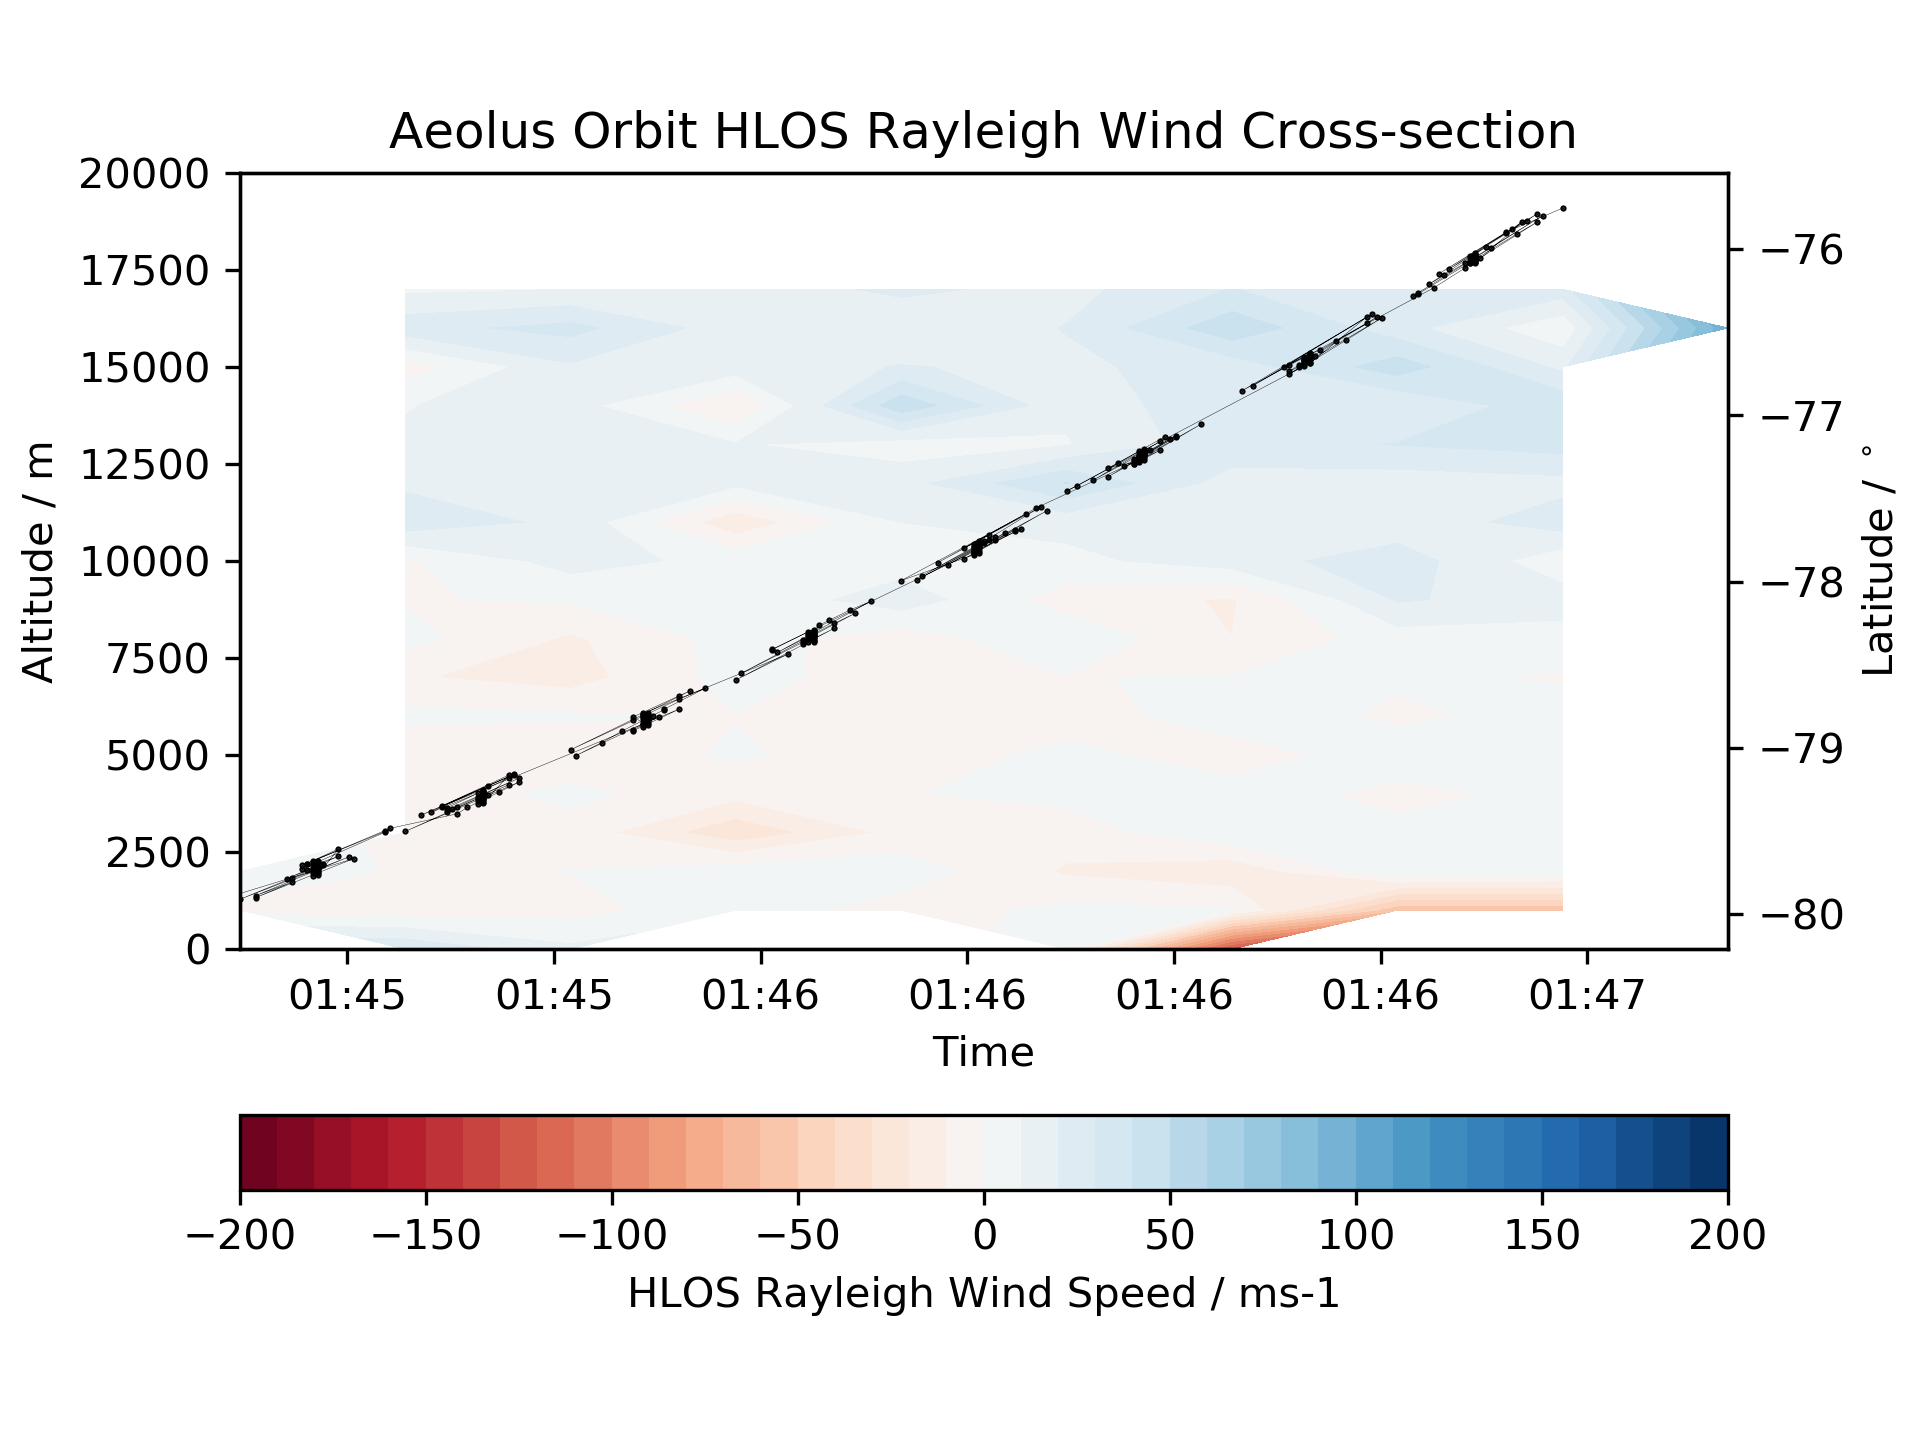 Aeolus Orbit HLOS Rayleigh Wind Cross-section
20000
17500
15000
12500
10000
7500
5000
2500
0
Altitude / m
−76
−77
−78
−79
−80
Latitude / °
01:45 01:45 01:46 01:46 01:46 01:46 01:47
Time
−200 −150 −100 −50 0 50 100 150 200
HLOS Rayleigh Wind Speed / ms-1